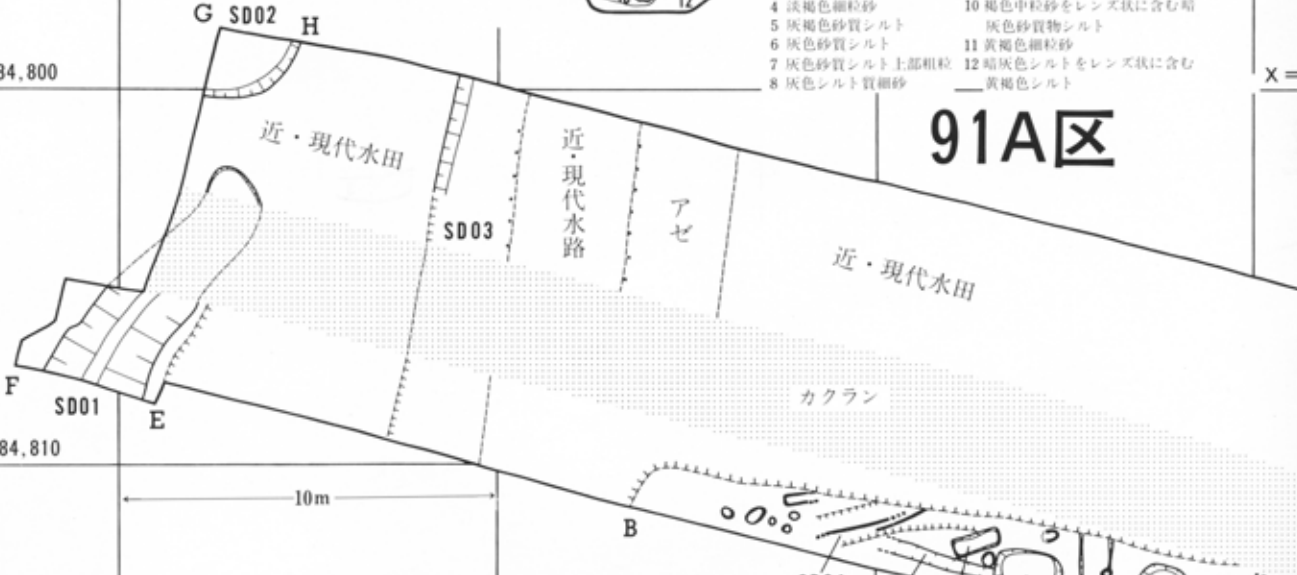 4 淡褐色細粒砂
5 灰褐色砂質シルト
6 灰色砂質シルト
7 灰色砂質シルト上部粗粒
8 灰色シルト質細砂
10 褐色中粒砂をレンズ状に含む暗
灰色砂質物シルト
11 黄褐色細粒砂
12 暗灰色シルトをレンズ状に含む
黄褐色シルト
G SD02 H
84,800
X=
91A区
近・現代水田
近・現代水路
アゼ
SD03
近・現代水田
カクラン
F
SD01
E
84,810
10m
B